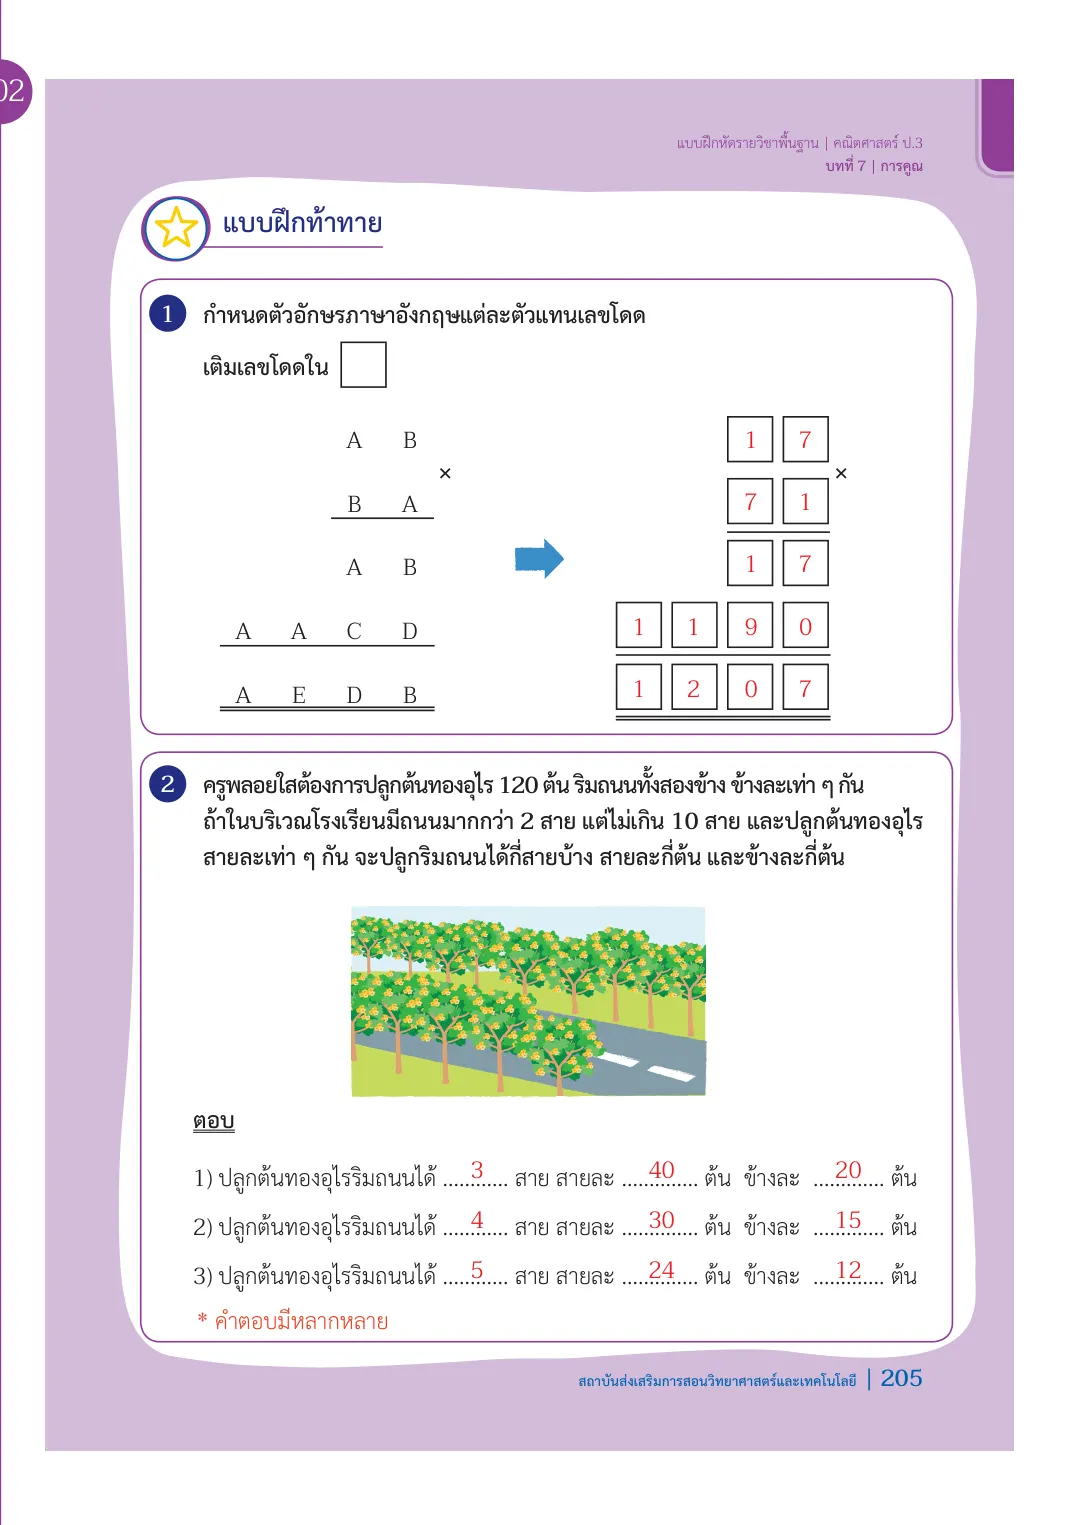 02
แบบฝึกหัดรายวิชาพื้นฐาน | คณิตศาสตร์ ป.3
บทที่ 7 | การคูณ
แบบฝึกท้าทาย
1 กำหนดตัวอักษรภาษาอังกฤษแต่ละตัวแทนเลขโดด
เติมเลขโดดใน
A B
×
B A
A B
A A C D
A E D B
1 7
×
7 1
1 7
1 1 9 0
1 2 0 7
2 ครูพลอยใสต้องการปลูกต้นทองอุไร 120 ต้น ริมถนนทั้งสองข้าง ข้างละเท่า ๆ กัน
ถ้าในบริเวณโรงเรียนมีถนนมากกว่า 2 สาย แต่ไม่เกิน 10 สาย และปลูกต้นทองอุไร
สายละเท่า ๆ กัน จะปลูกริมถนนได้กี่สายบ้าง สายละกี่ต้น และข้างละกี่ต้น
ตอบ
1) ปลูกต้นทองอุไรริมถนนได้ 3 สาย สายละ 40 ต้น ข้างละ 20 ต้น
2) ปลูกต้นทองอุไรริมถนนได้ 4 สาย สายละ 30 ต้น ข้างละ 15 ต้น
3) ปลูกต้นทองอุไรริมถนนได้ 5 สาย สายละ 24 ต้น ข้างละ 12 ต้น
* คำตอบมีหลากหลาย
สถาบันส่งเสริมการสอนวิทยาศาสตร์และเทคโนโลยี | 205